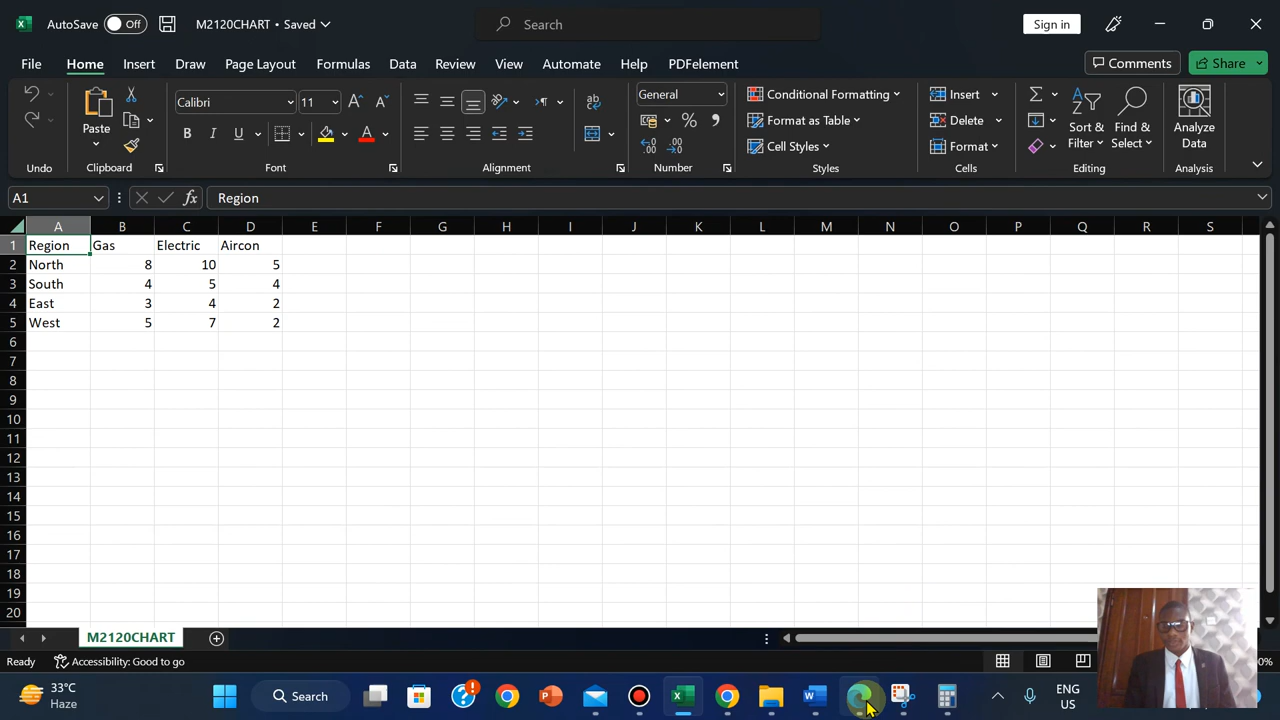 AutoSave Off M2120CHART • Saved Search Sign in
File Home Insert Draw Page Layout Formulas Data Review View Help Automate PDFelement Comments Share
Paste Calibri 11 General Conditional Formatting Insert Sort & Filter Find & Select Analyze Data
B I U ab Format as Table Delete
Cell Styles Format
Undo Clipboard Font Alignment Number Styles Cells Editing Analysis
A1 fx Region
A B C D E F G H I J K L M N O P Q R S
1 Region Gas Electric Aircon
2 North 8 10 5
3 South 4 5 4
4 East 3 4 2
5 West 5 7 2
6
7
8
9
10
11
12
13
14
15
16
17
18
19
20
M2120CHART
Ready Accessibility: Good to go 0%
33°C
Haze
Search
ENG
US